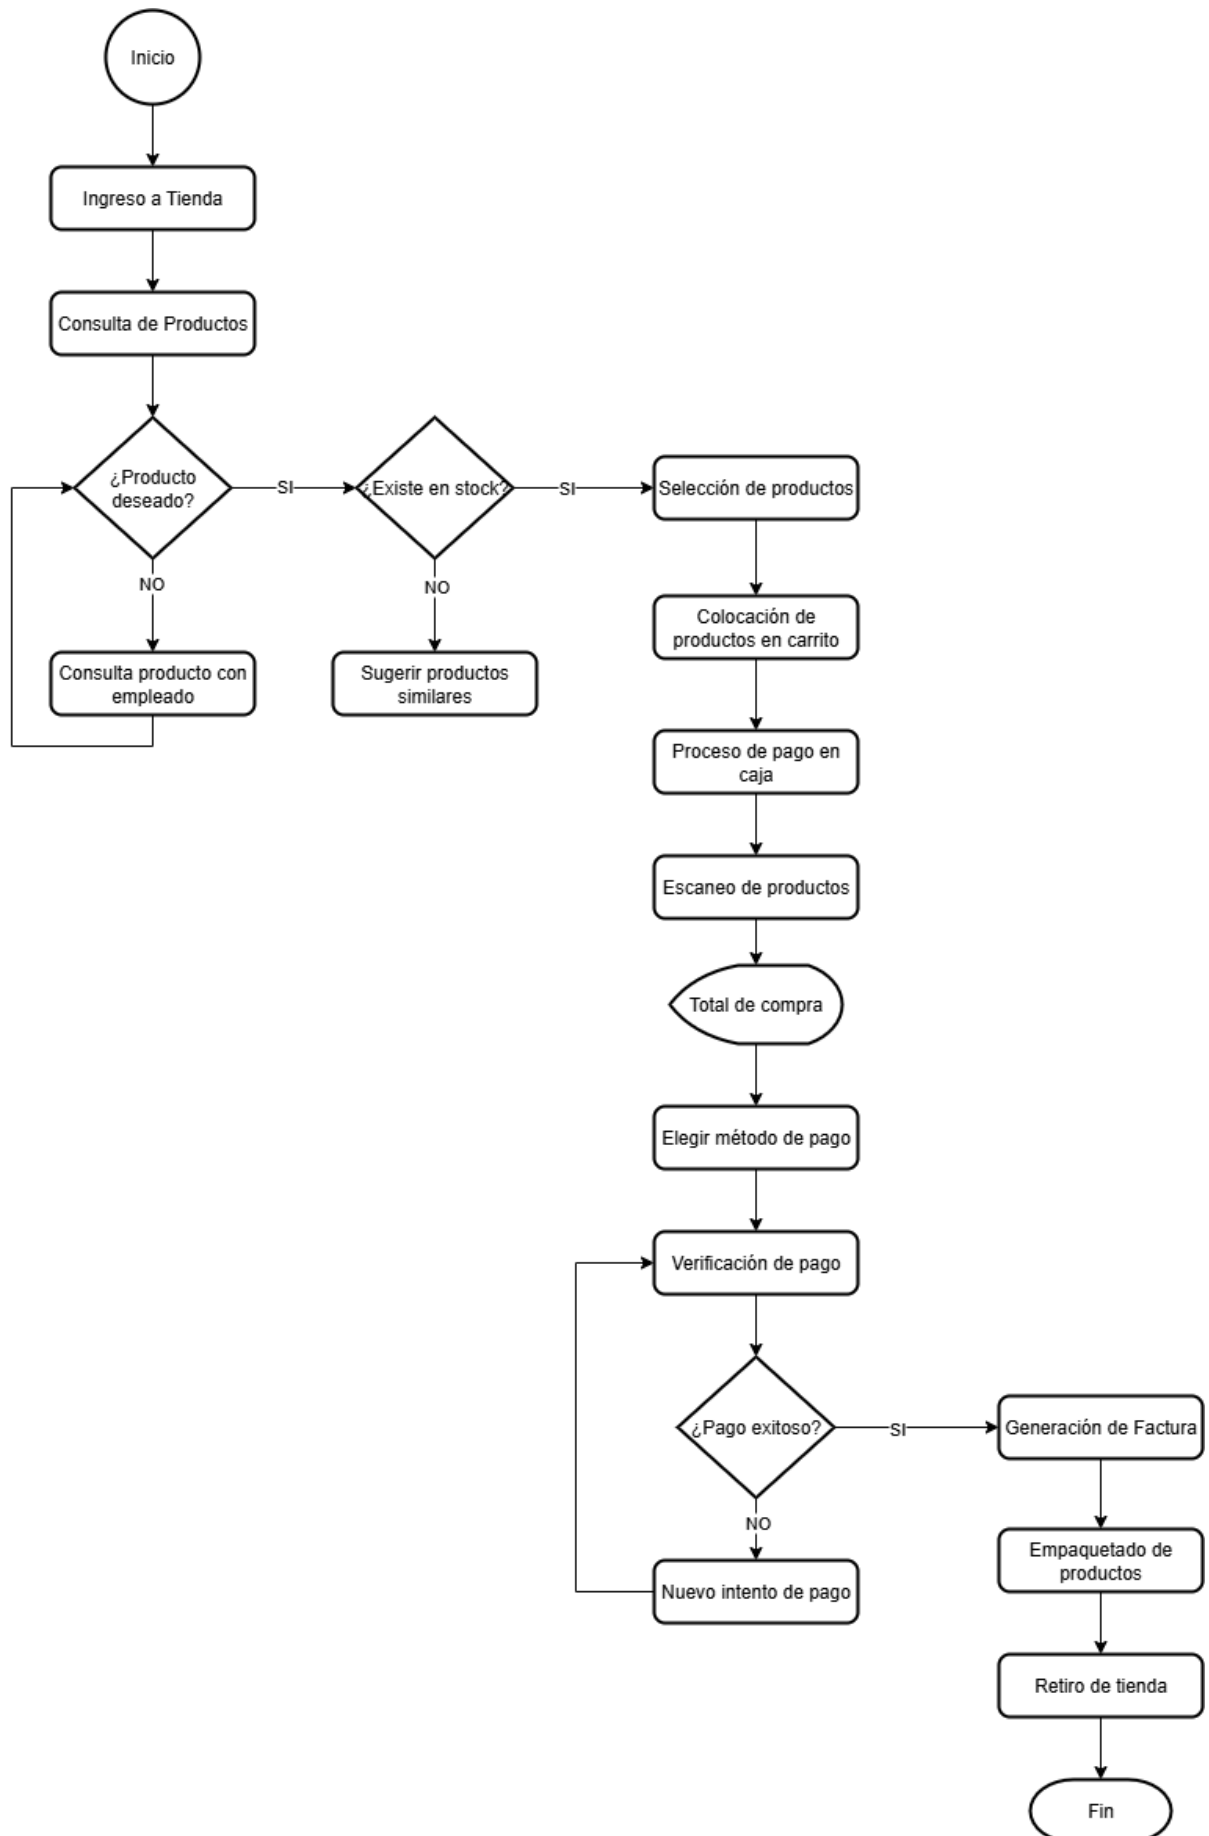 Inicio
Ingreso a Tienda
Consulta de Productos
¿Producto
deseado?
SI
¿Existe en stock?
SI
Selección de productos
NO
NO
Consulta producto con
empleado
Sugerir productos
similares
Colocación de
productos en carrito
Proceso de pago en
caja
Escaneo de productos
Total de compra
Elegir método de pago
Verificación de pago
¿Pago exitoso?
SI
Generación de Factura
NO
Nuevo intento de pago
Empaquetado de
productos
Retiro de tienda
Fin